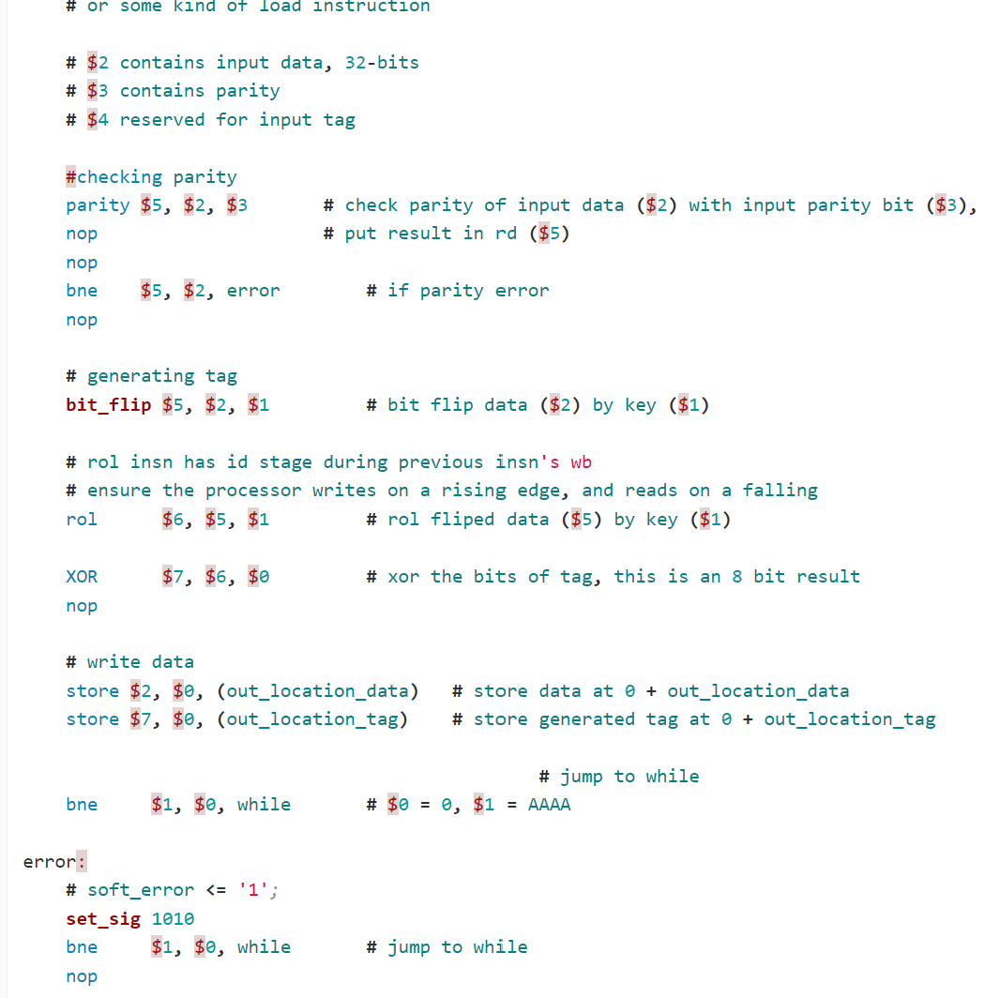 # or some kind of load instruction
# $2 contains input data, 32-bits
# $3 contains parity
# $4 reserved for input tag
#checking parity
parity $5, $2, $3       # check parity of input data ($2) with input parity bit ($3),
nop                     # put result in rd ($5)
nop
bne    $5, $2, error        # if parity error
nop
# generating tag
bit_flip $5, $2, $1         # bit flip data ($2) by key ($1)
# rol insn has id stage during previous insn's wb
# ensure the processor writes on a rising edge, and reads on a falling
rol      $6, $5, $1         # rol fliped data ($5) by key ($1)
XOR      $7, $6, $0         # xor the bits of tag, this is an 8 bit result
nop
# write data
store $2, $0, (out_location_data)   # store data at 0 + out_location_data
store $7, $0, (out_location_tag)    # store generated tag at 0 + out_location_tag
# jump to while
bne     $1, $0, while       # $0 = 0, $1 = AAAA
error:
# soft_error <= '1';
set_sig 1010
bne     $1, $0, while       # jump to while
nop